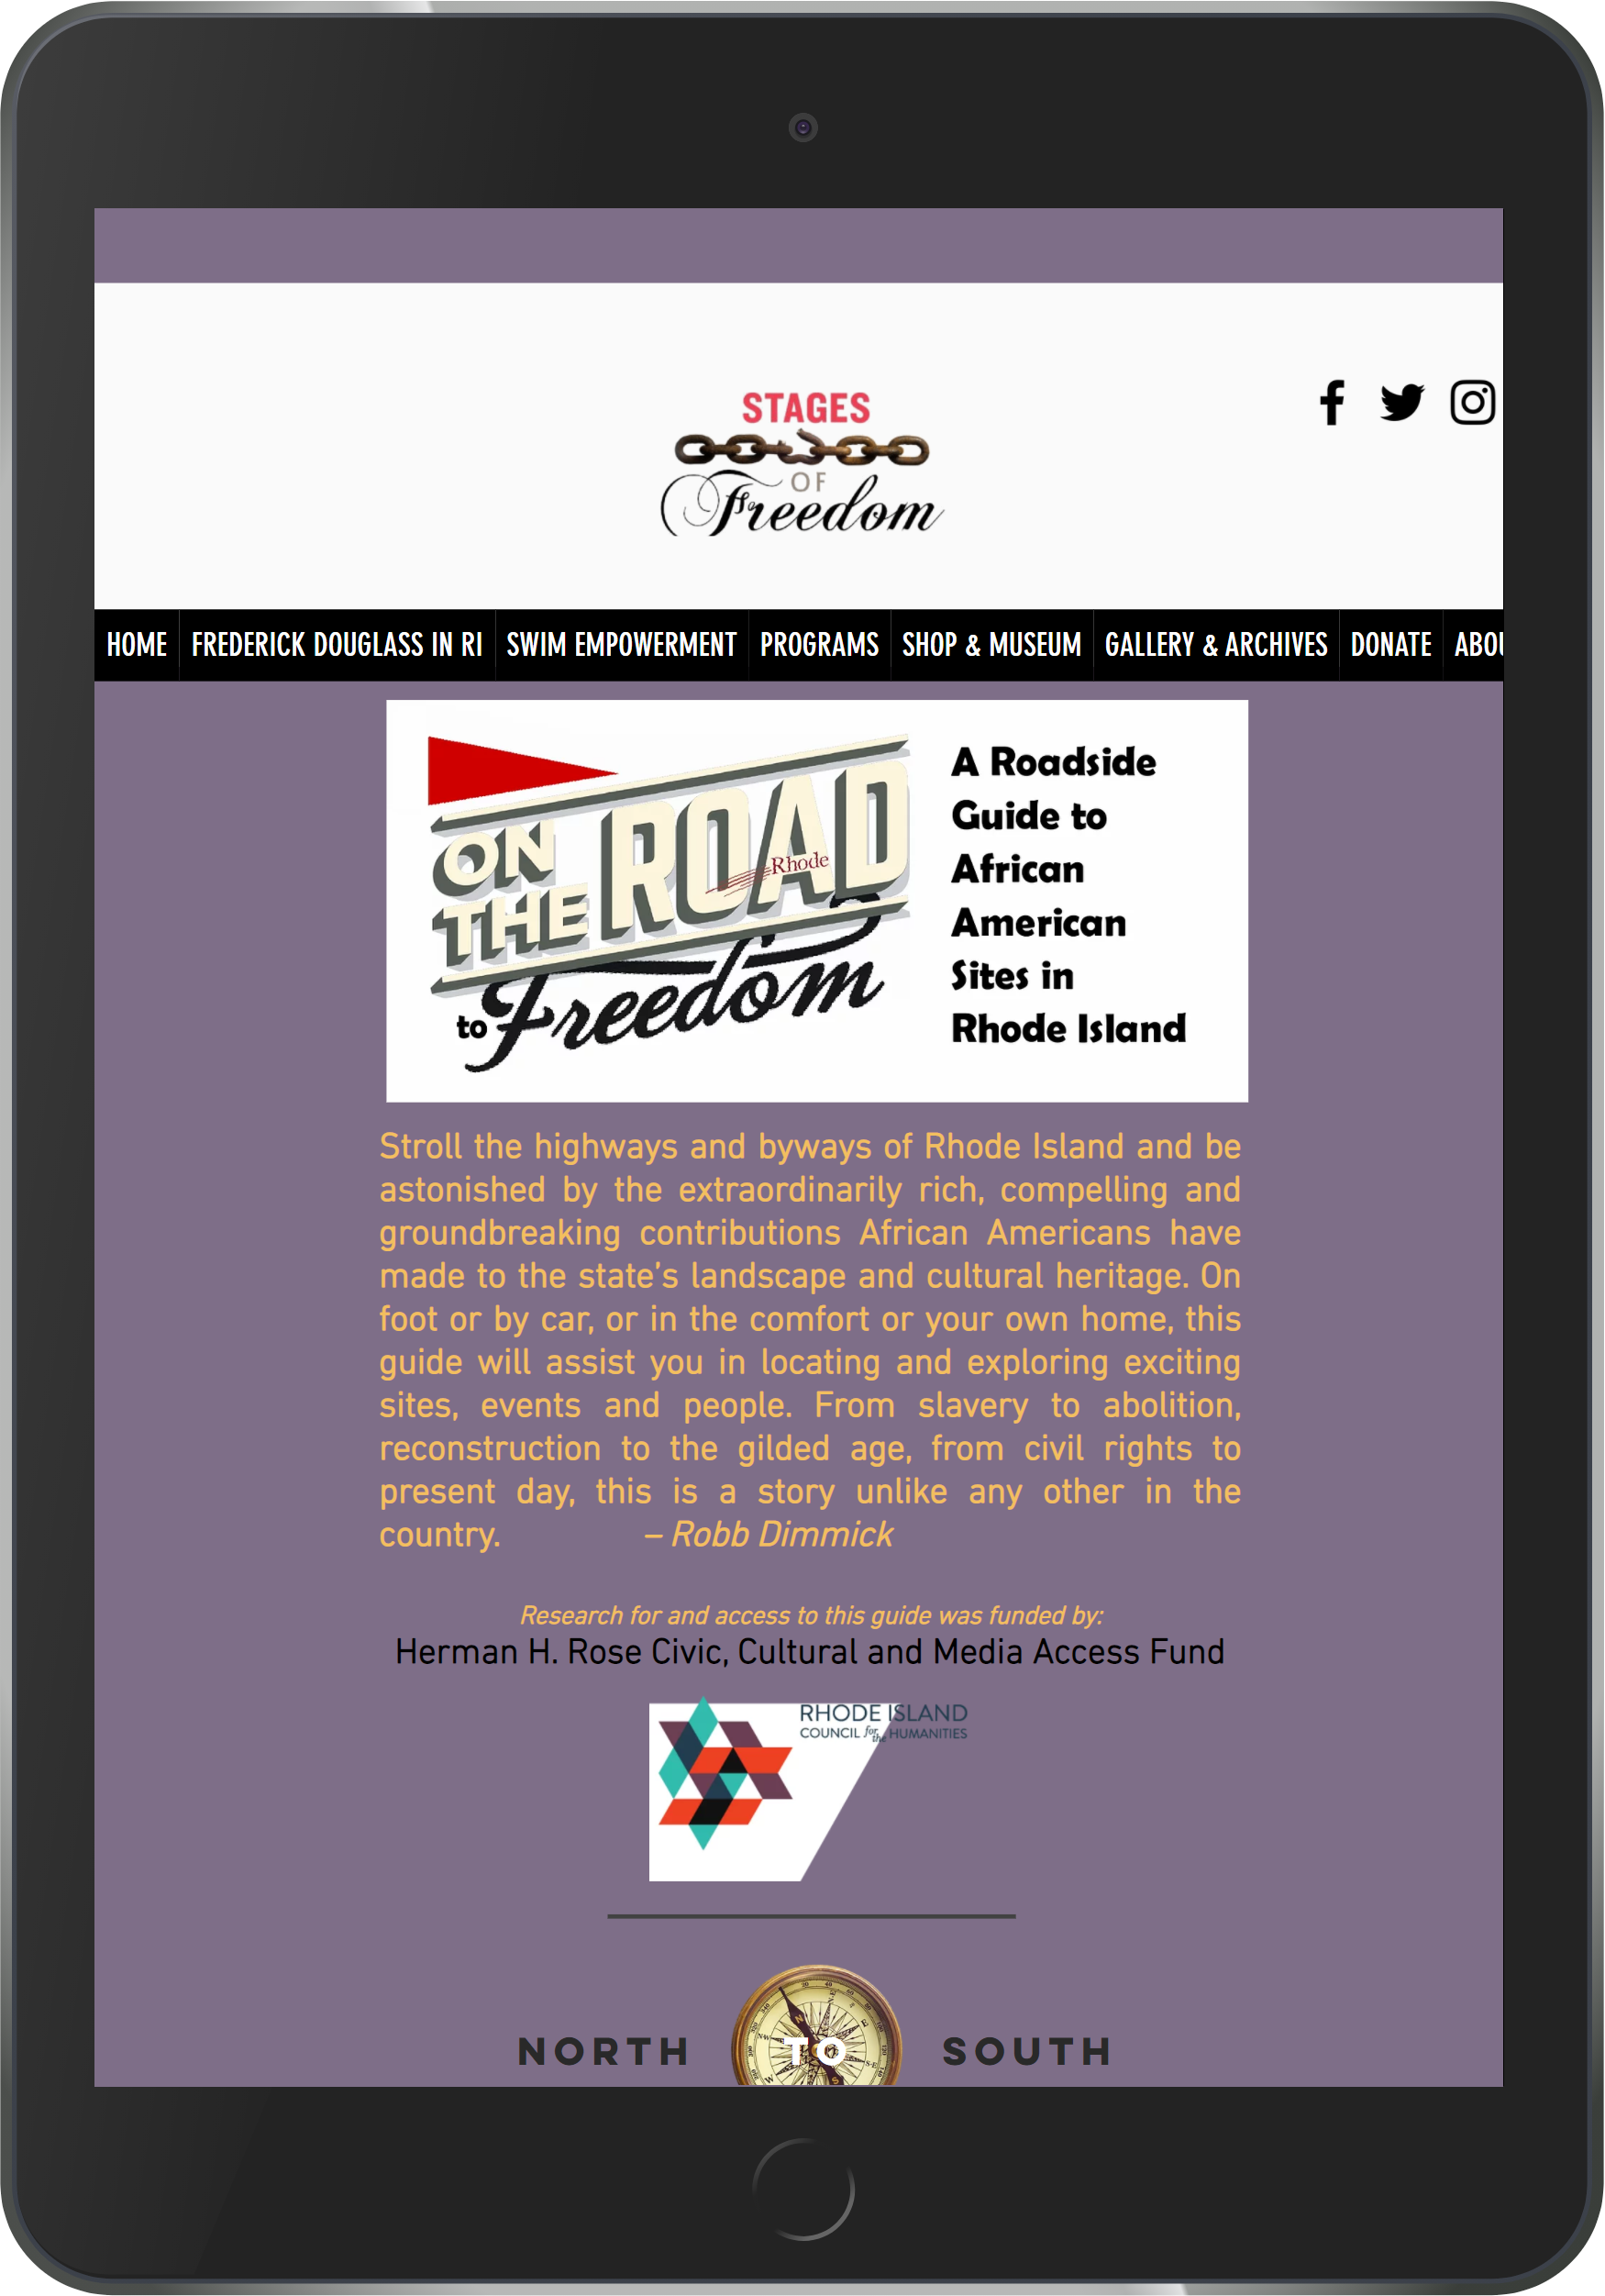 STAGES
OF
Freedom
HOME FREDERICK DOUGLASS IN RI SWIM EMPOWERMENT PROGRAMS SHOP & MUSEUM GALLERY & ARCHIVES DONATE ABOU
ON THE ROAD
Rhode
to Freedom
A Roadside
Guide to
African
American
Sites in
Rhode Island
Stroll the highways and byways of Rhode Island and be
astonished by the extraordinarily rich, compelling and
groundbreaking contributions African Americans have
made to the state’s landscape and cultural heritage. On
foot or by car, or in the comfort or your own home, this
guide will assist you in locating and exploring exciting
sites, events and people. From slavery to abolition,
reconstruction to the gilded age, from civil rights to
present day, this is a story unlike any other in the
country. – Robb Dimmick
Research for and access to this guide was funded by:
Herman H. Rose Civic, Cultural and Media Access Fund
RHODE ISLAND
COUNCIL for the HUMANITIES
NORTH TO SOUTH